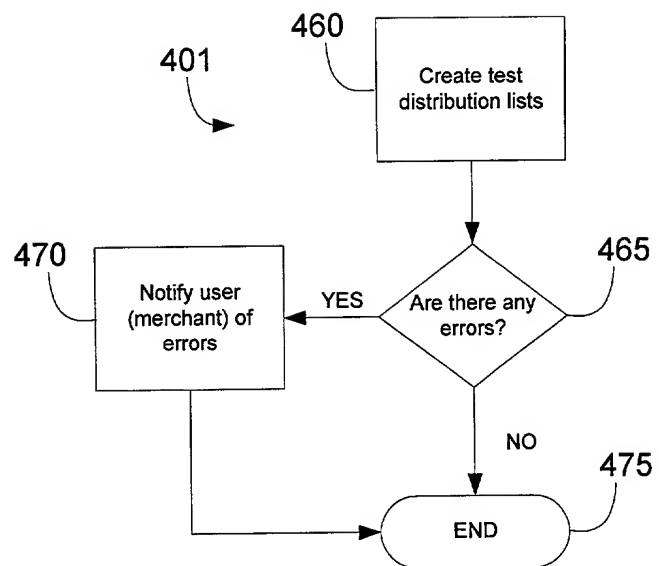 460
401
Create test
distribution lists
470
465
Notify user
(merchant) of
errors
YES
Are there any
errors?
NO
475
END